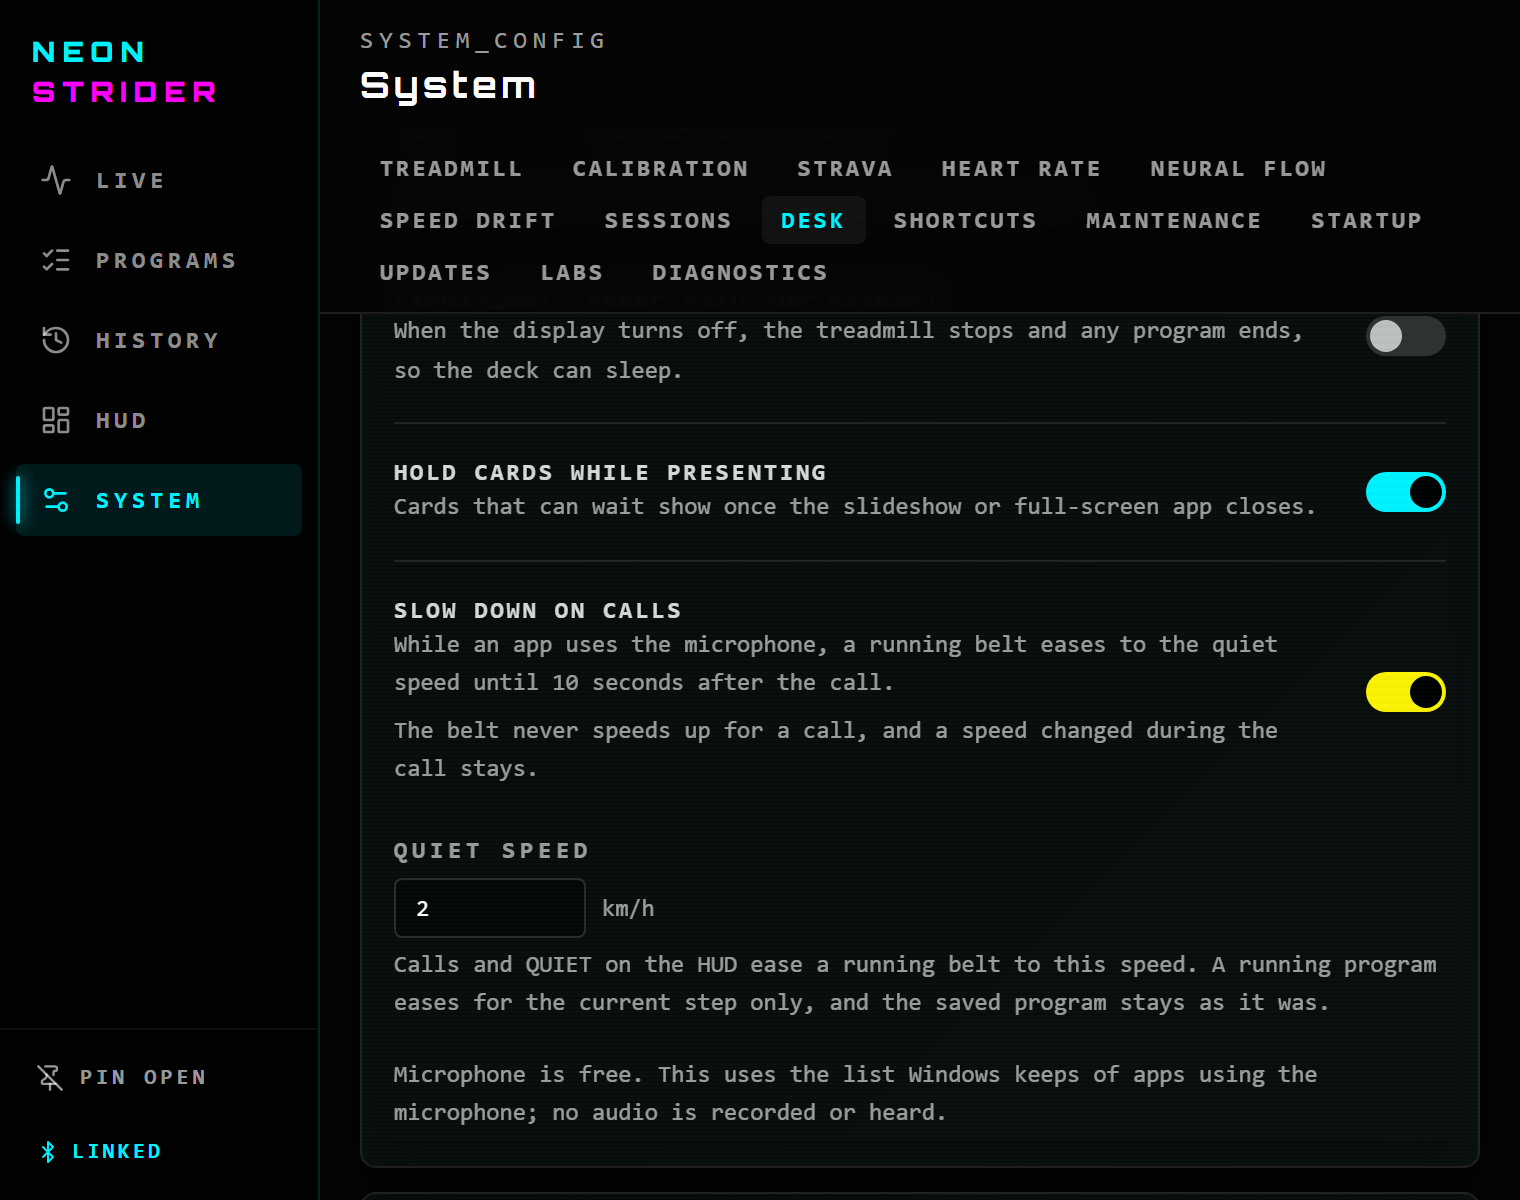 NEON
STRIDER
LIVE
PROGRAMS
HISTORY
HUD
SYSTEM
PIN OPEN
LINKED
SYSTEM_CONFIG
System
TREADMILL CALIBRATION STRAVA HEART RATE NEURAL FLOW
SPEED DRIFT SESSIONS DESK SHORTCUTS MAINTENANCE STARTUP
UPDATES LABS DIAGNOSTICS
When the display turns off, the treadmill stops and any program ends,
so the deck can sleep.
HOLD CARDS WHILE PRESENTING
Cards that can wait show once the slideshow or full-screen app closes.
SLOW DOWN ON CALLS
While an app uses the microphone, a running belt eases to the quiet
speed until 10 seconds after the call.
The belt never speeds up for a call, and a speed changed during the
call stays.
QUIET SPEED
2 km/h
Calls and QUIET on the HUD ease a running belt to this speed. A running program
eases for the current step only, and the saved program stays as it was.
Microphone is free. This uses the list Windows keeps of apps using the
microphone; no audio is recorded or heard.